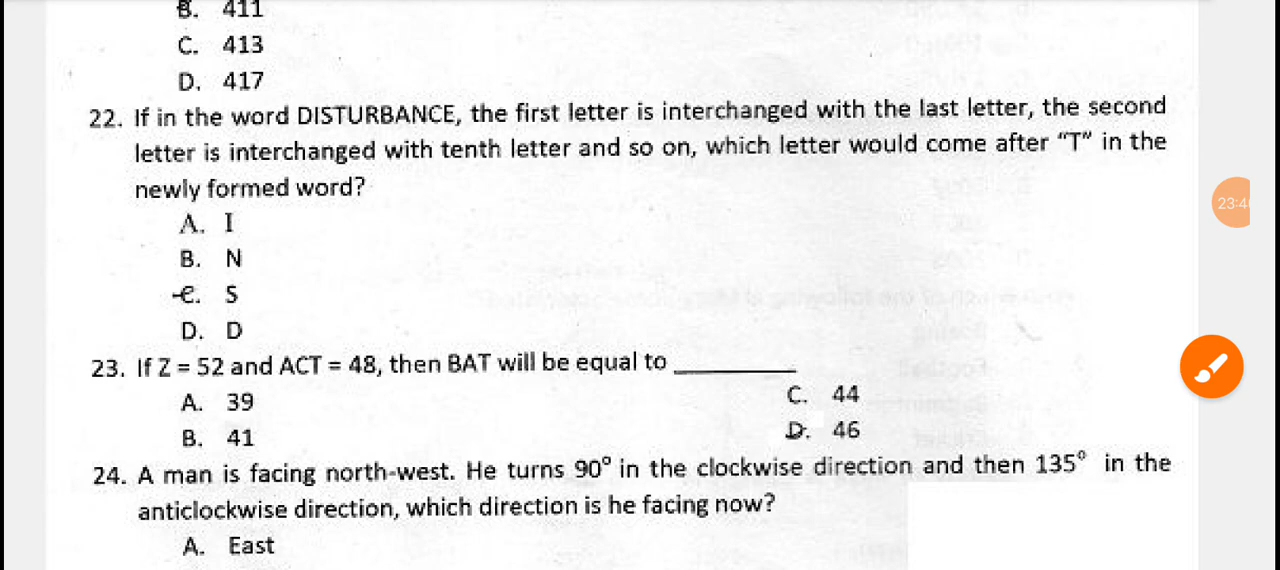 B. 411
C. 413
D. 417
22. If in the word DISTURBANCE, the first letter is interchanged with the last letter, the second
letter is interchanged with tenth letter and so on, which letter would come after "T" in the
newly formed word?
A. I
B. N
C. S
D. D
23. If Z = 52 and ACT = 48, then BAT will be equal to ________
A. 39
B. 41
C. 44
D. 46
24. A man is facing north-west. He turns 90° in the clockwise direction and then 135° in the
anticlockwise direction, which direction is he facing now?
A. East